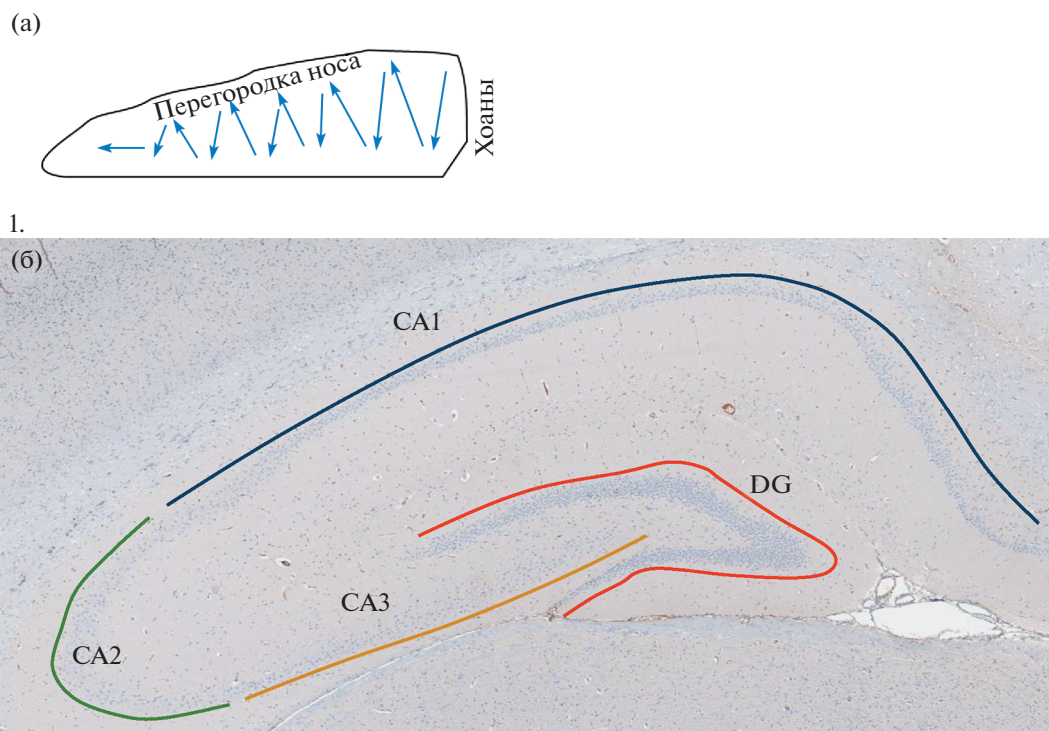 (а)
Перегородка носа
Хоаны
1.
(б)
CA1
DG
CA3
CA2